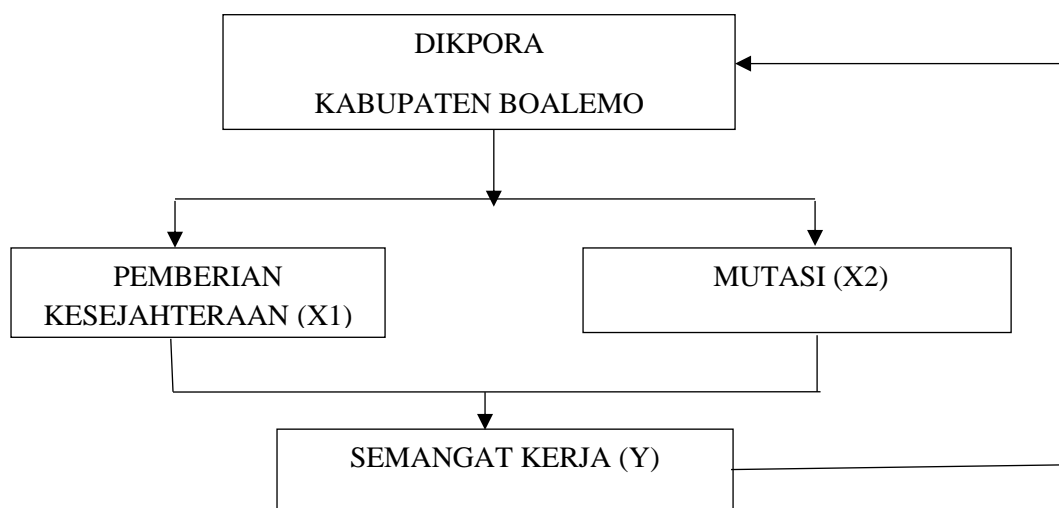 DIKPORA
KABUPATEN BOALEMO
PEMBERIAN
KESEJAHTERAAN (X1)
MUTASI (X2)
SEMANGAT KERJA (Y)